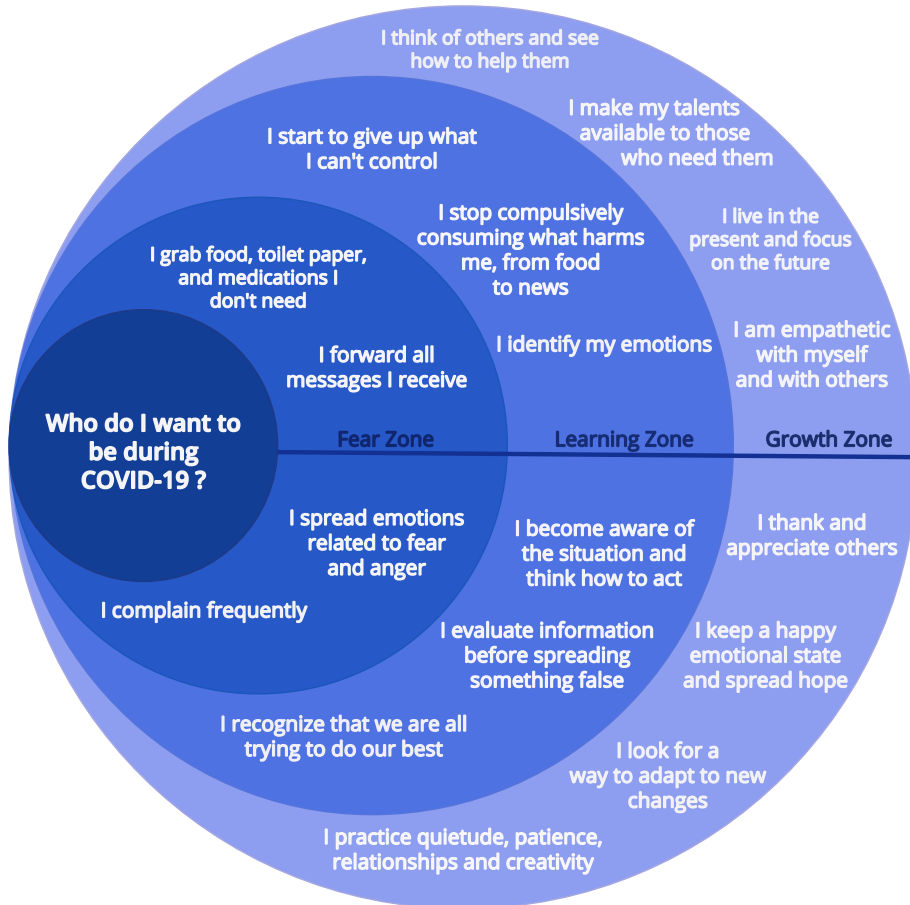 I think of others and see
how to help them
I make my talents
available to those
who need them
I start to give up what
I can't control
I stop compulsively
consuming what harms
me, from food
to news
I live in the
present and focus
on the future
I grab food, toilet paper,
and medications I
don't need
I identify my emotions
I am empathetic
with myself
and with others
I forward all
messages I receive
Who do I want to
be during
COVID-19 ?
Fear Zone
Learning Zone
Growth Zone
I spread emotions
related to fear
and anger
I become aware of
the situation and
think how to act
I thank and
appreciate others
I complain frequently
I evaluate information
before spreading
something false
I keep a happy
emotional state
and spread hope
I recognize that we are all
trying to do our best
I look for a
way to adapt to new
changes
I practice quietude, patience,
relationships and creativity